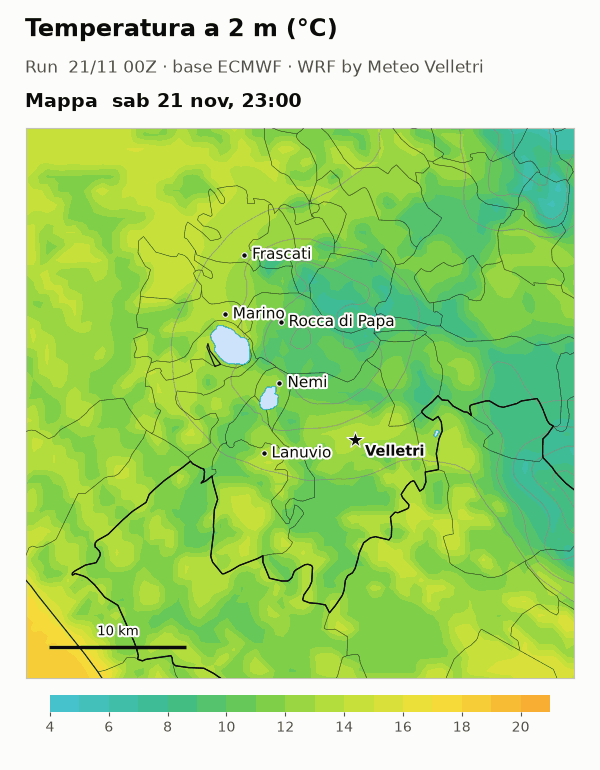 Temperatura a 2 m (°C)
Run  21/11 00Z · base ECMWF · WRF by Meteo Velletri
Mappa  sab 21 nov, 23:00
Frascati
Marino
Rocca di Papa
Nemi
Velletri
Lanuvio
10 km
4 6 8 10 12 14 16 18 20